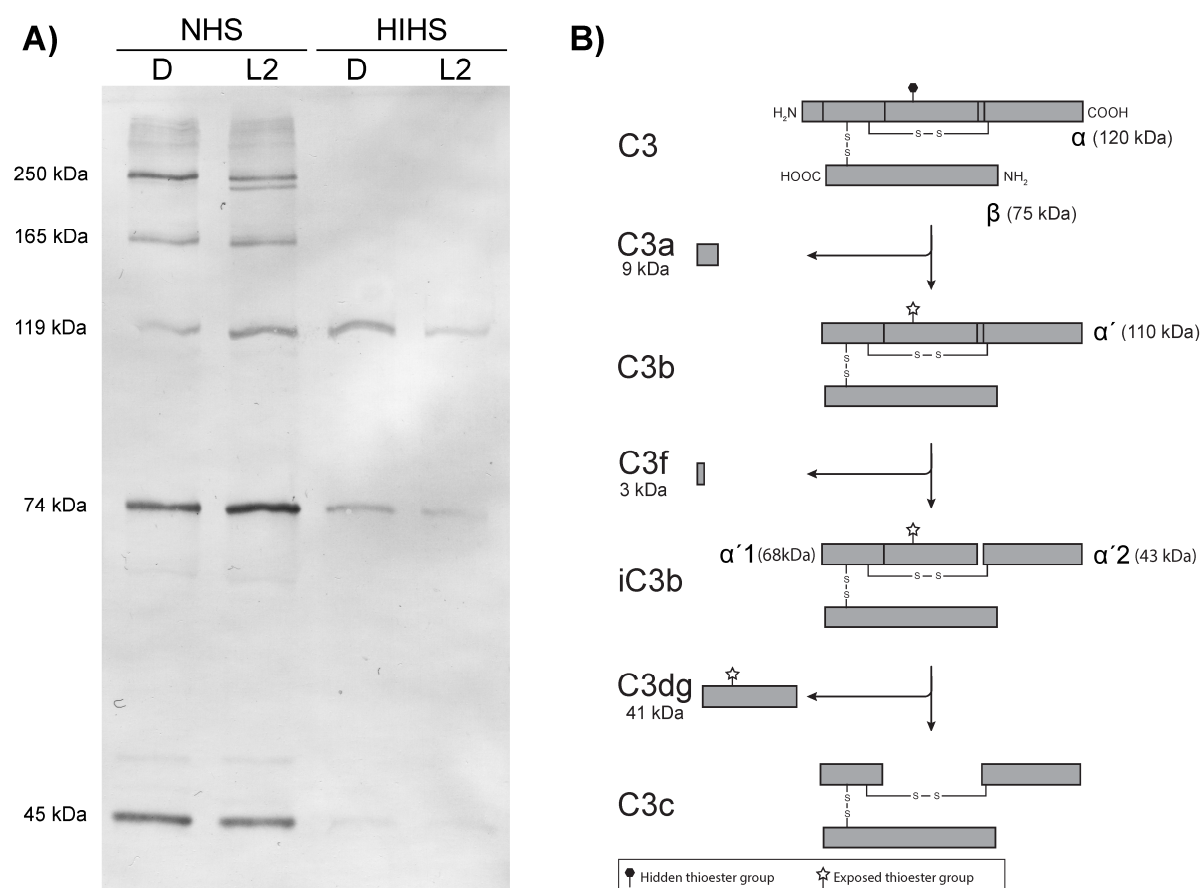 A)
NHS HIHS
D L2 D L2
250 kDa
165 kDa
119 kDa
74 kDa
45 kDa
B)
C3
H2N
COOH
α (120 kDa)
S–S
S
S
HOOC
NH2
β (75 kDa)
C3a
9 kDa
C3b
α´ (110 kDa)
S–S
S
S
C3f
3 kDa
iC3b
α´1 (68kDa)
α´2 (43 kDa)
S–S
S
S
C3dg
41 kDa
C3c
S–S
S
S
Hidden thioester group Exposed thioester group